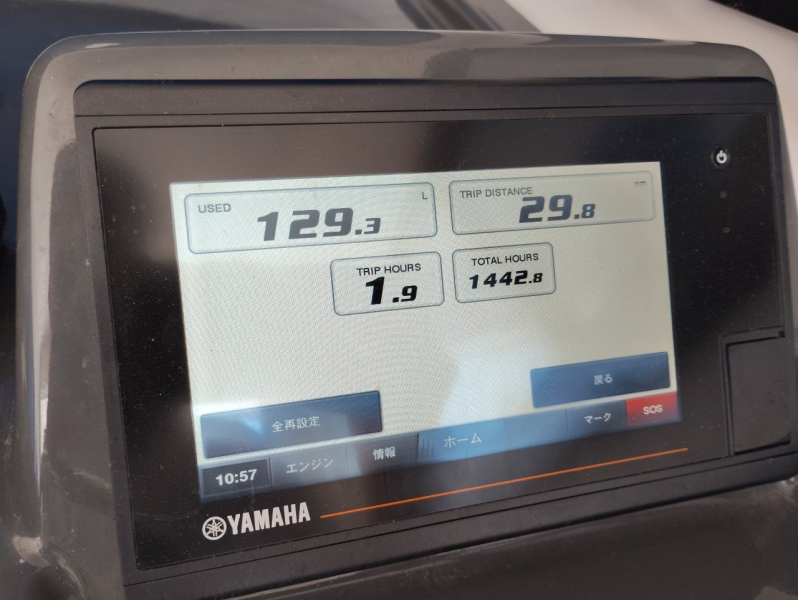 USED 129.3 L
TRIP DISTANCE 29.8 nm
TRIP HOURS 1.9
TOTAL HOURS 1442.8
全再設定
戻る
10:57 エンジン 情報 ホーム マーク SOS
YAMAHA